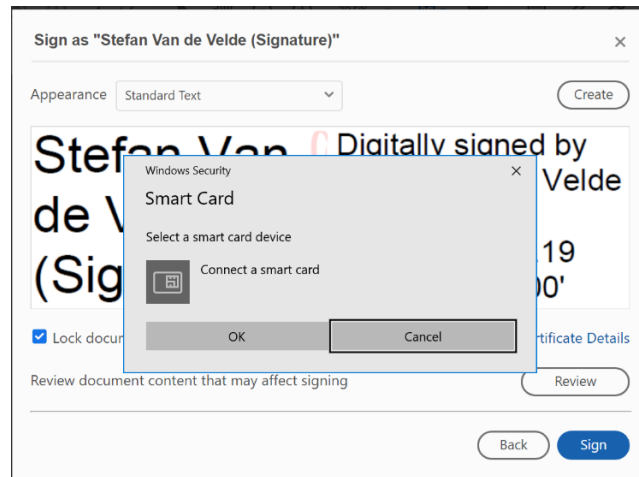 Sign as "Stefan Van de Velde (Signature)"
Appearance
Standard Text
Create
Stefan Van
de
(Sig
Digitally signed by
Velde
19
00'
Windows Security
Smart Card
Select a smart card device
Connect a smart card
OK
Cancel
Lock
Certificate Details
Review document content that may affect signing
Review
Back
Sign